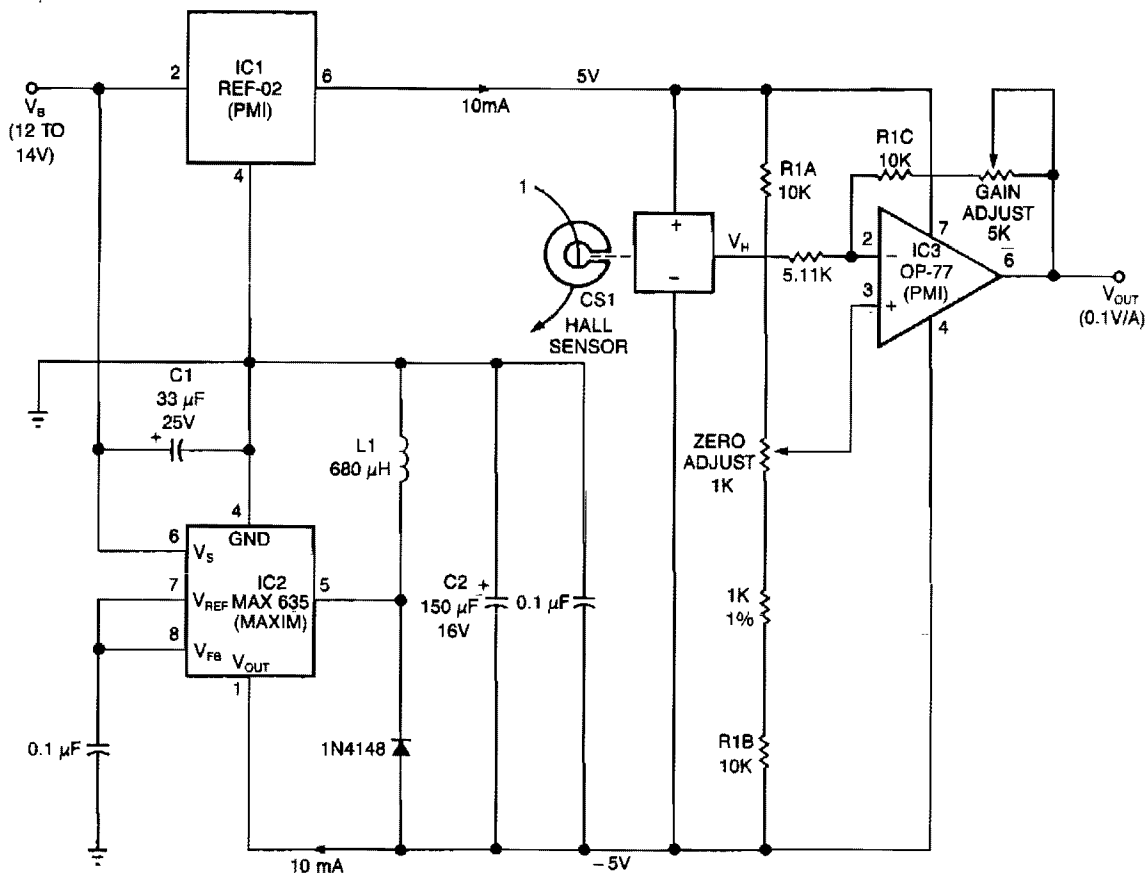 IC1
REF-02
(PMI)
2
6
4
V_B
(12 TO
14V)
10mA
5V
R1A
10K
R1C
10K
GAIN
ADJUST
5K
1
CS1
HALL
SENSOR
+
−
V_H
5.11K
2
−
3
+
IC3
OP-77
(PMI)
7
6
4
V_OUT
(0.1V/A)
C1
33 µF
25V
+
L1
680 µH
ZERO
ADJUST
1K
4
GND
6
V_S
7
V_REF
8
V_FB
V_OUT
1
IC2
MAX 635
(MAXIM)
5
C2
150 µF
16V
+
0.1 µF
1K
1%
0.1 µF
1N4148
R1B
10K
10 mA
−5V